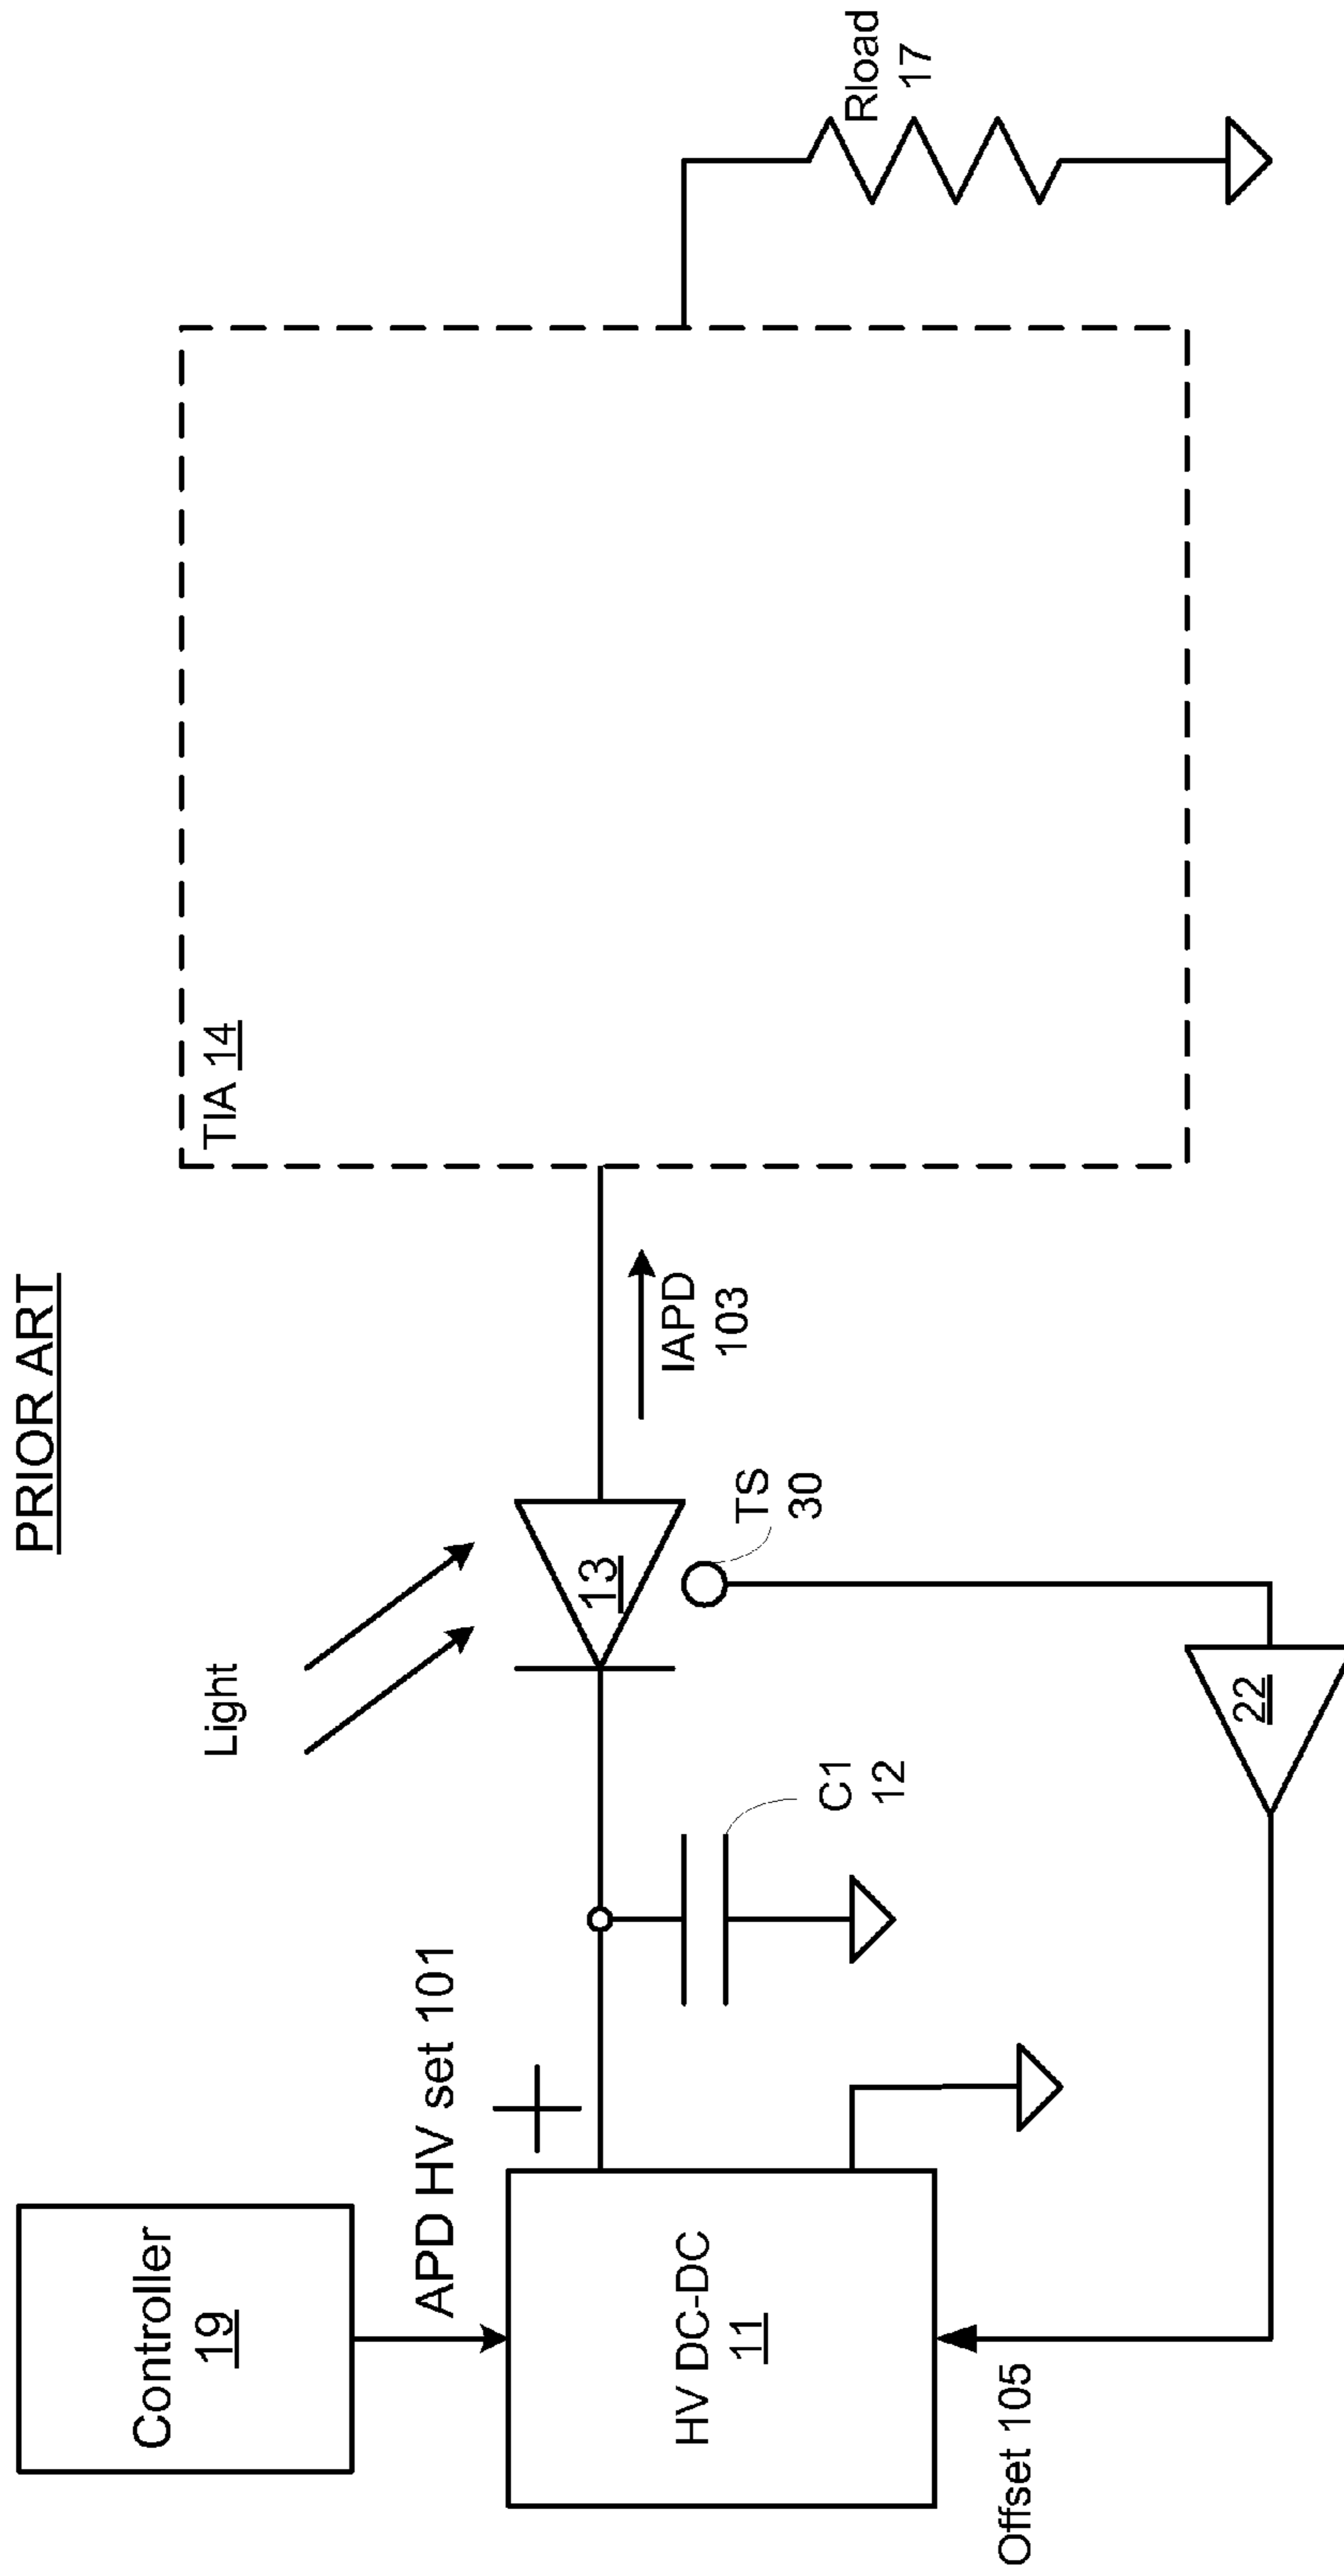 PRIOR ART
Controller
19
APD HV set 101
HV DC-DC
11
Offset 105
C1
12
Light
13
TS
30
22
IAPD
103
TIA 14
Rload
17